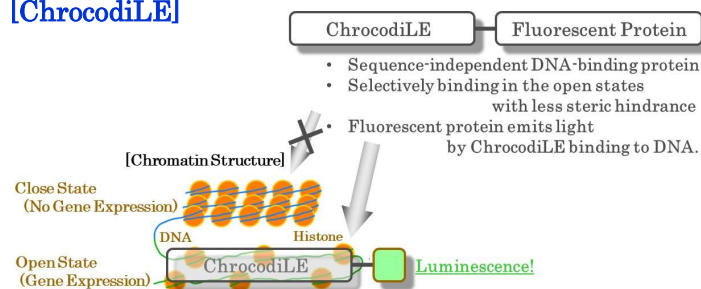 [ChrocodiLE]
ChrocodiLE
Fluorescent Protein
• Sequence-independent DNA-binding protein
• Selectively binding in the open states
with less steric hindrance
• Fluorescent protein emits light
by ChrocodiLE binding to DNA.
[Chromatin Structure]
Close State
(No Gene Expression)
DNA
Histone
Open State
(Gene Expression)
ChrocodiLE
Luminescence!